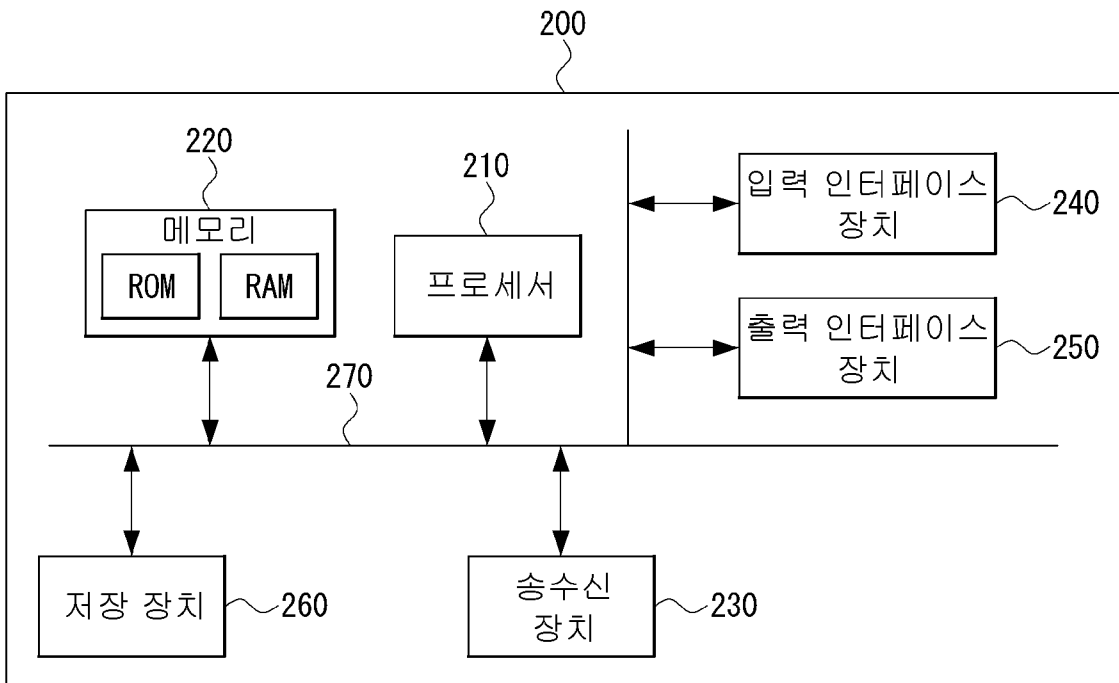 200
220
210
메모리
ROM
RAM
프로세서
입력 인터페이스
장치
240
출력 인터페이스
장치
250
270
저장 장치
260
송수신
장치
230